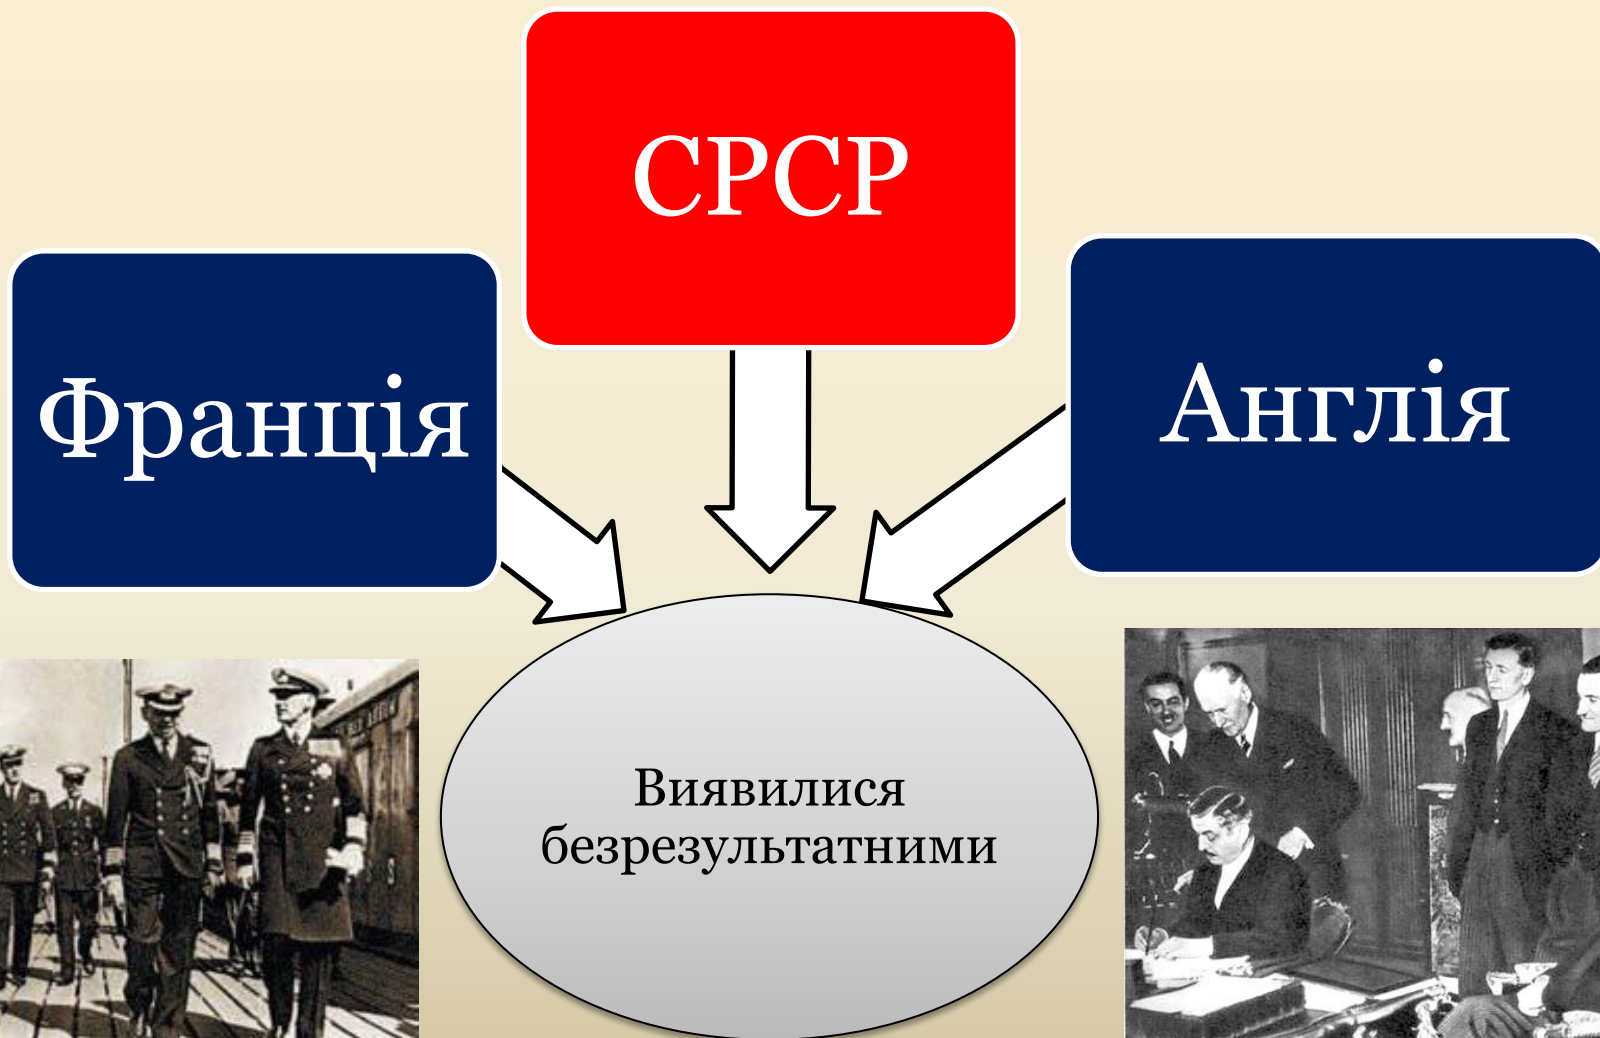 СРСР
Франція
Англія
Виявилися
безрезультатними